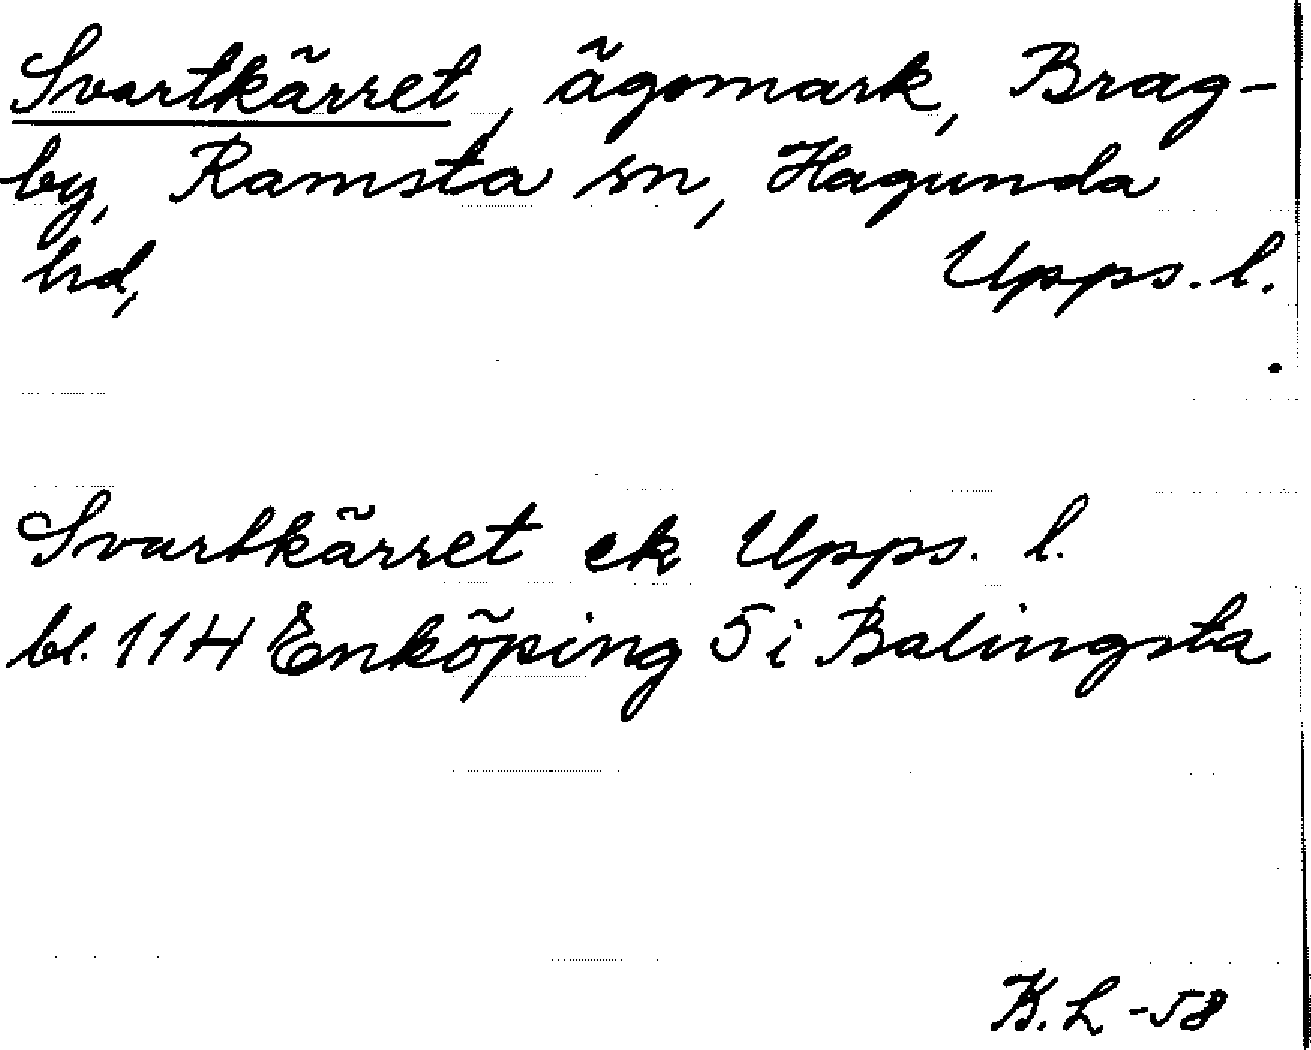 Svartkärret, ägomark, Brag-
by, Ramsta sn, Hagunda
hd, Upps. l.
Svartkärret ek Upps. l.
bl. 11H Enköping 5 i Balingsta
K. L -58